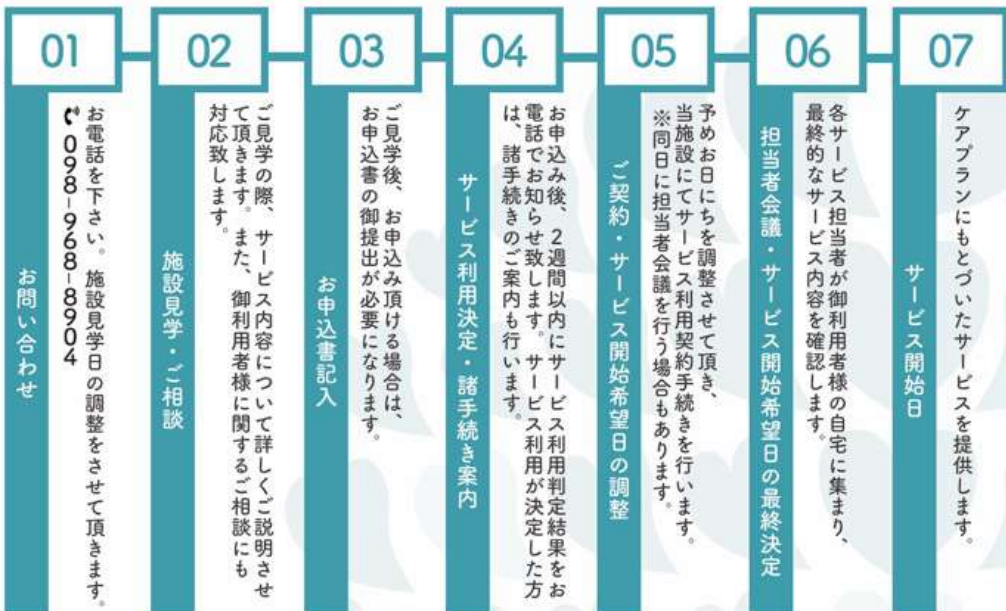 01
お問い合わせ
お電話を下さい。施設見学日の調整をさせて頂きます。
098-968-8904
02
施設見学・ご相談
ご見学の際、サービス内容について詳しくご説明させ
て頂きます。また、御利用者様に関するご相談にも
対応致します。
03
お申込書記入
ご見学後、お申込み頂ける場合は、
お申込書の御提出が必要になります。
04
サービス利用決定・諸手続き案内
お申込み後、2週間以内にサービス利用判定結果をお
電話でお知らせ致します。サービス利用が決定した方
は、諸手続きのご案内も行います。
05
ご契約・サービス開始希望日の調整
予めお日にちを調整させて頂き、
当施設にてサービス利用契約手続きを行います。
※同日に担当者会議を行う場合もあります。
06
担当者会議・サービス開始希望日の最終決定
各サービス担当者が御利用者様の自宅に集まり、
最終的なサービス内容を確認します。
07
サービス開始日
ケアプランにもとづいたサービスを提供します。